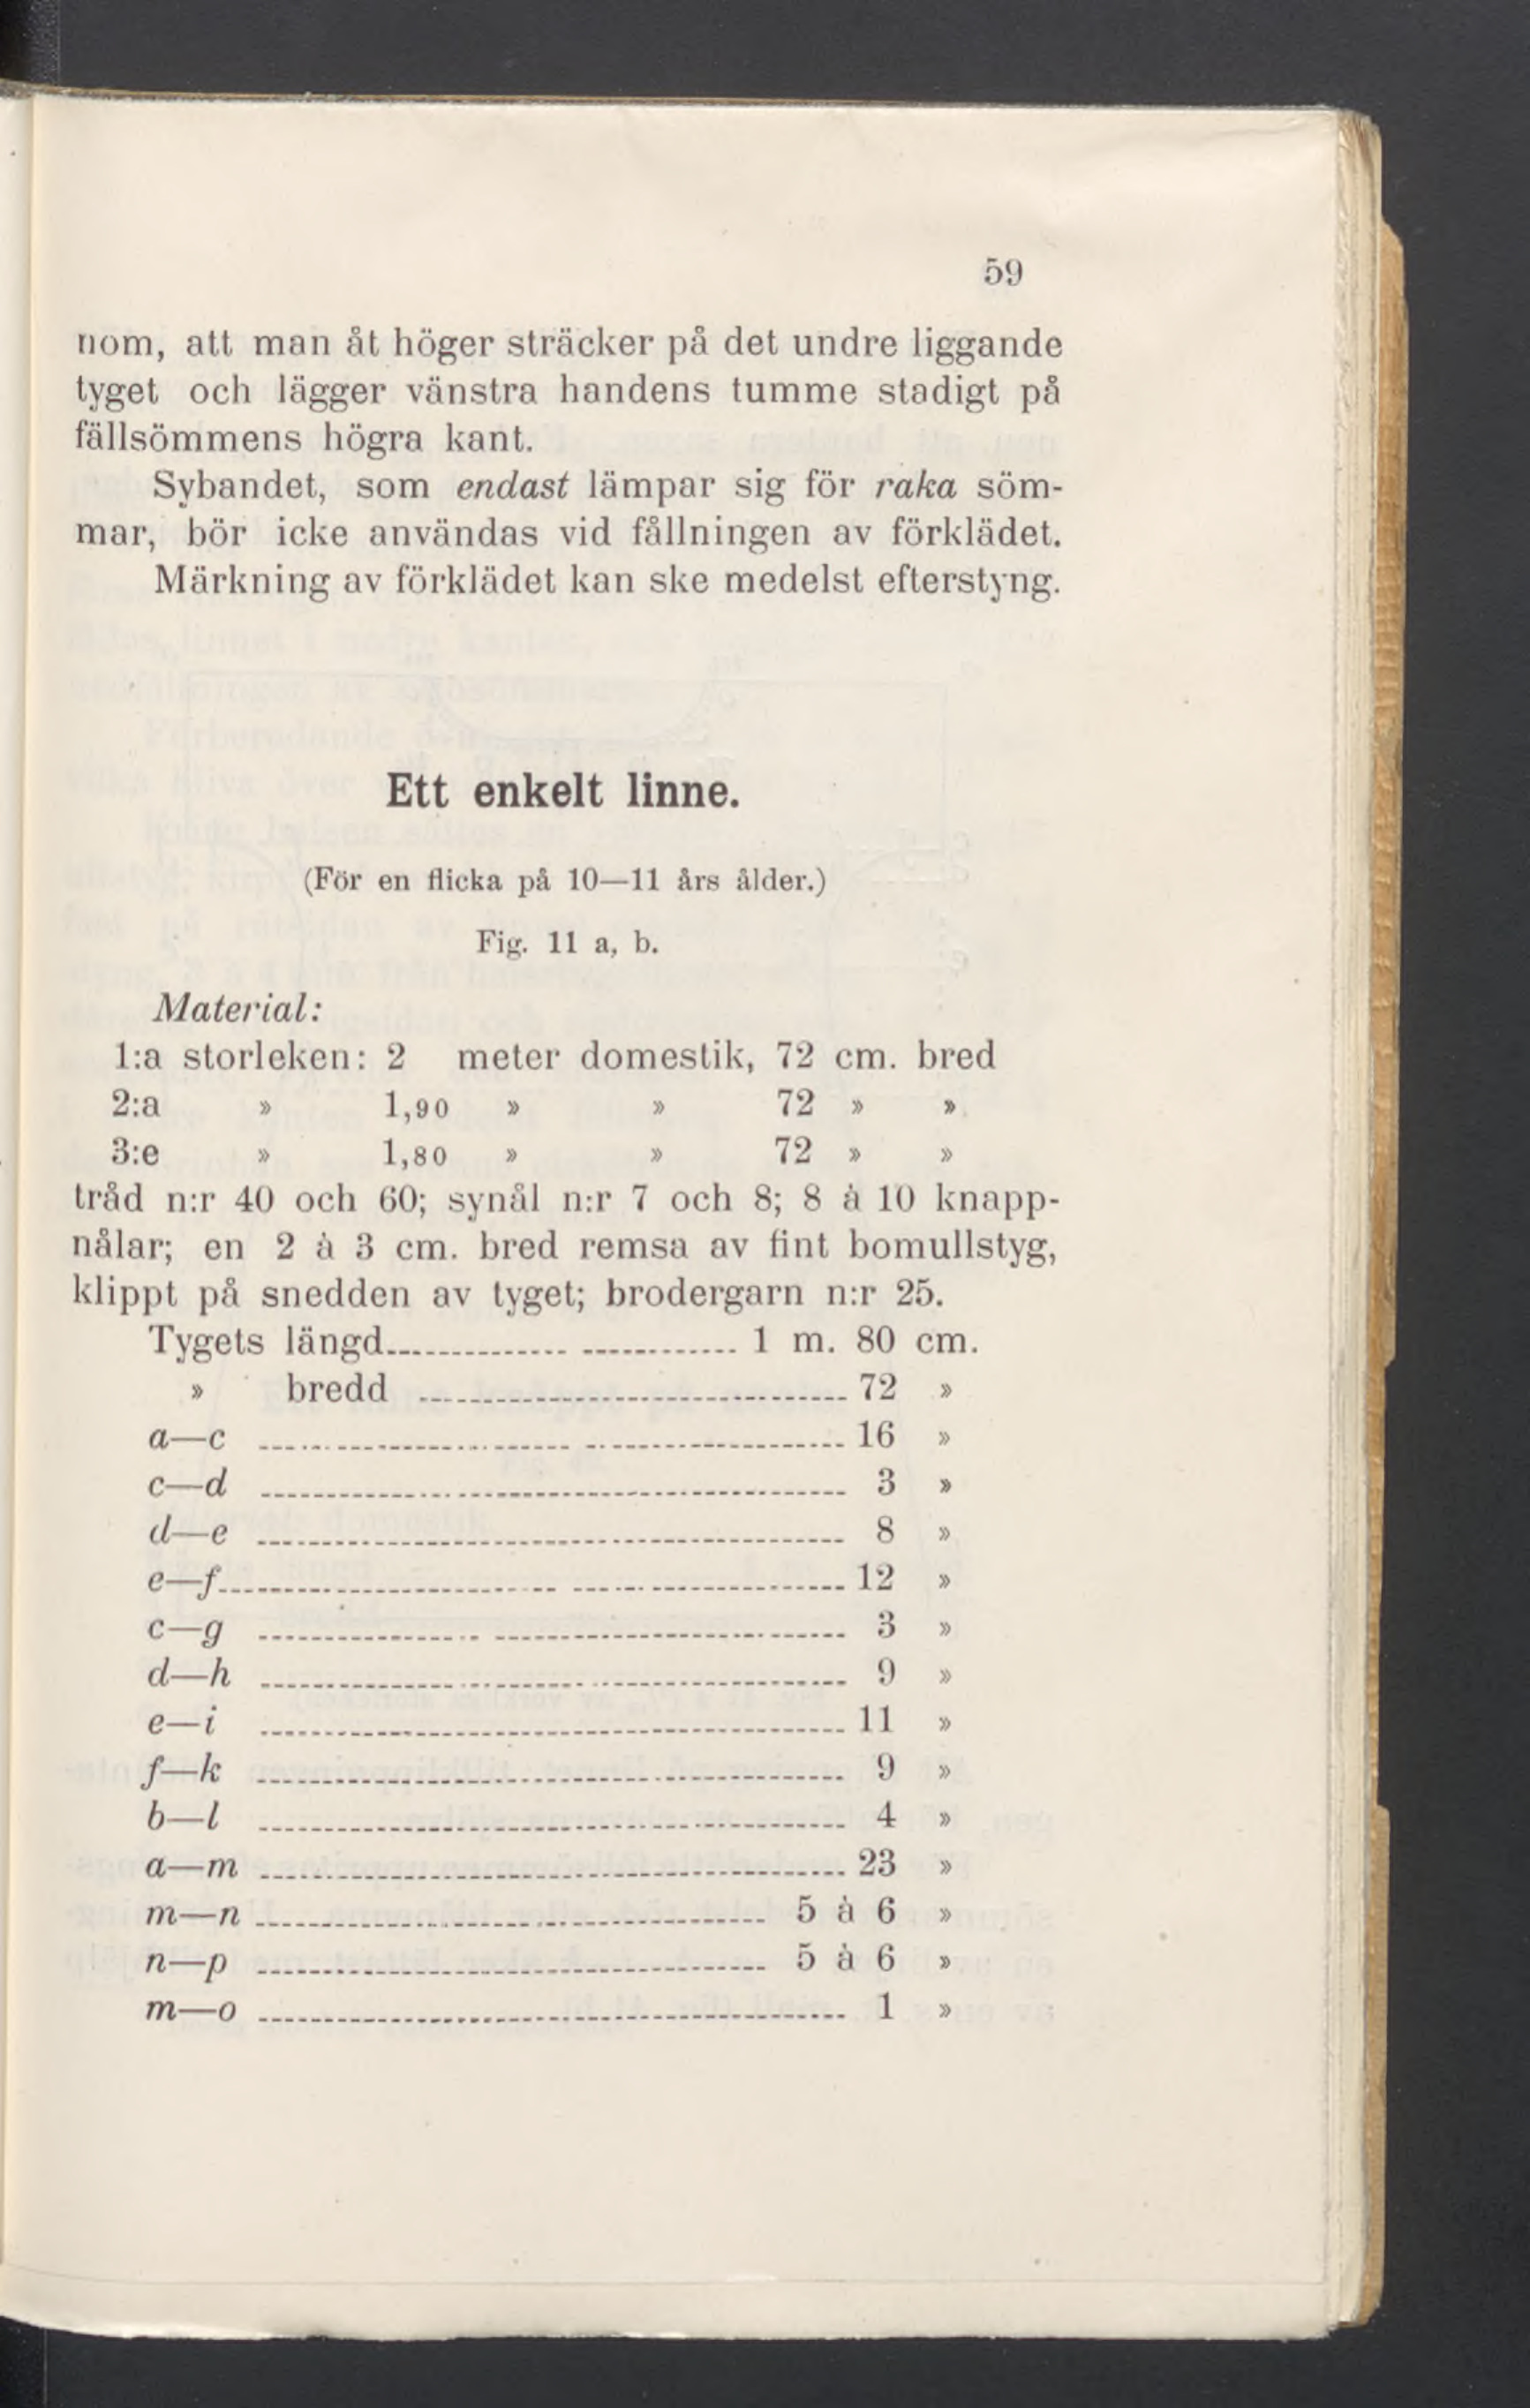 59
nom, att man åt höger sträcker på det undre liggande
tyget och lägger vänstra handens tumme stadigt på
fällsömmens högra kant.
Sybandet, som endast lämpar sig för raka söm-
mar, bör icke användas vid fållningen av förklädet.
Märkning av förklädet kan ske medelst efterstyng.
Ett enkelt linne.
(För en flicka på 10—11 års ålder.)
Fig. 11 a, b.
Material:
1:a storleken: 2 meter domestik, 72 cm. bred
2:a » 1,90 » » 72 » »
3:e » 1,80 » » 72 » »
tråd n:r 40 och 60; synål n:r 7 och 8; 8 à 10 knapp-
nålar; en 2 à 3 cm. bred remsa av fint bomullstyg,
klippt på snedden av tyget; brodergarn n:r 25.
Tygets längd 1 m. 80 cm.
» bredd 72 »
a—c 16 »
c—d 3 »
d—e 8 »
e—f 12 »
c—g 3 »
d—h 9 »
e—i 11 »
f—k 9 »
b—l 4 »
a—m 23 »
m—n 5 à 6 »
n—p 5 à 6 »
m—o 1 »